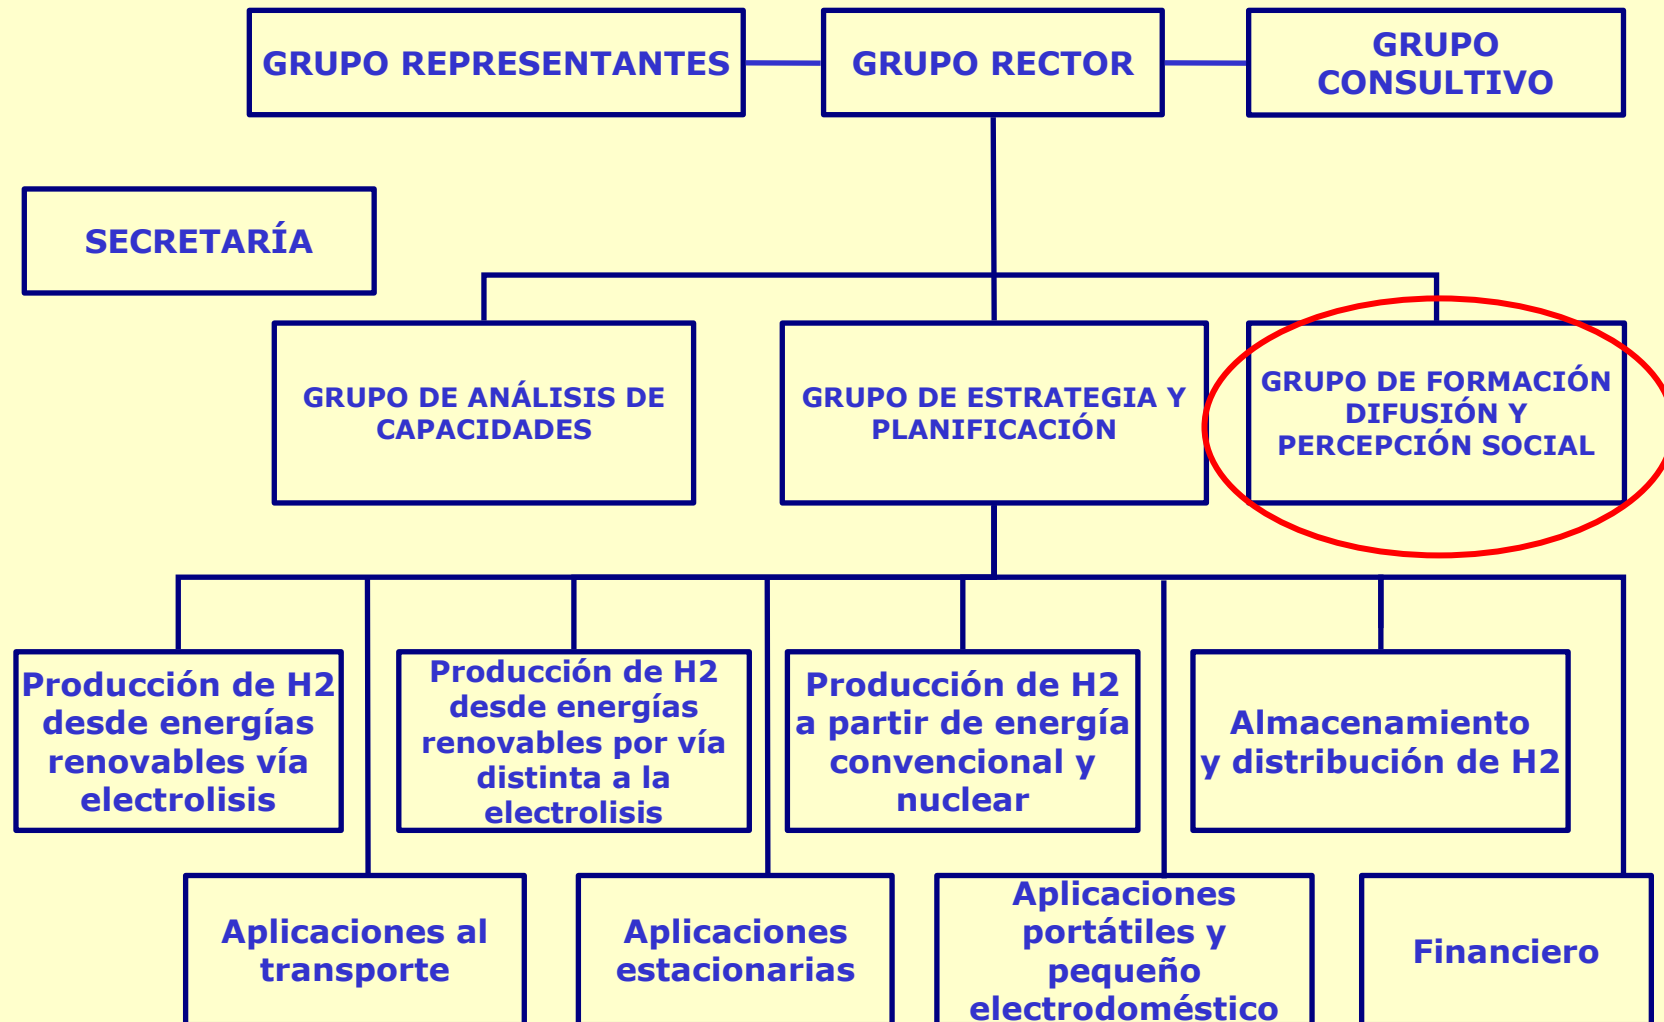 GRUPO REPRESENTANTES
GRUPO RECTOR
GRUPO
CONSULTIVO
SECRETARÍA
GRUPO DE ANÁLISIS DE
CAPACIDADES
GRUPO DE ESTRATEGIA Y
PLANIFICACIÓN
GRUPO DE FORMACIÓN
DIFUSIÓN Y
PERCEPCIÓN SOCIAL
Producción de H2
desde energías
renovables vía
electrolisis
Producción de H2
desde energías
renovables por vía
distinta a la
electrolisis
Producción de H2
a partir de energía
convencional y
nuclear
Almacenamiento
y distribución de H2
Aplicaciones al
transporte
Aplicaciones
estacionarias
Aplicaciones
portátiles y
pequeño
electrodoméstico
Financiero